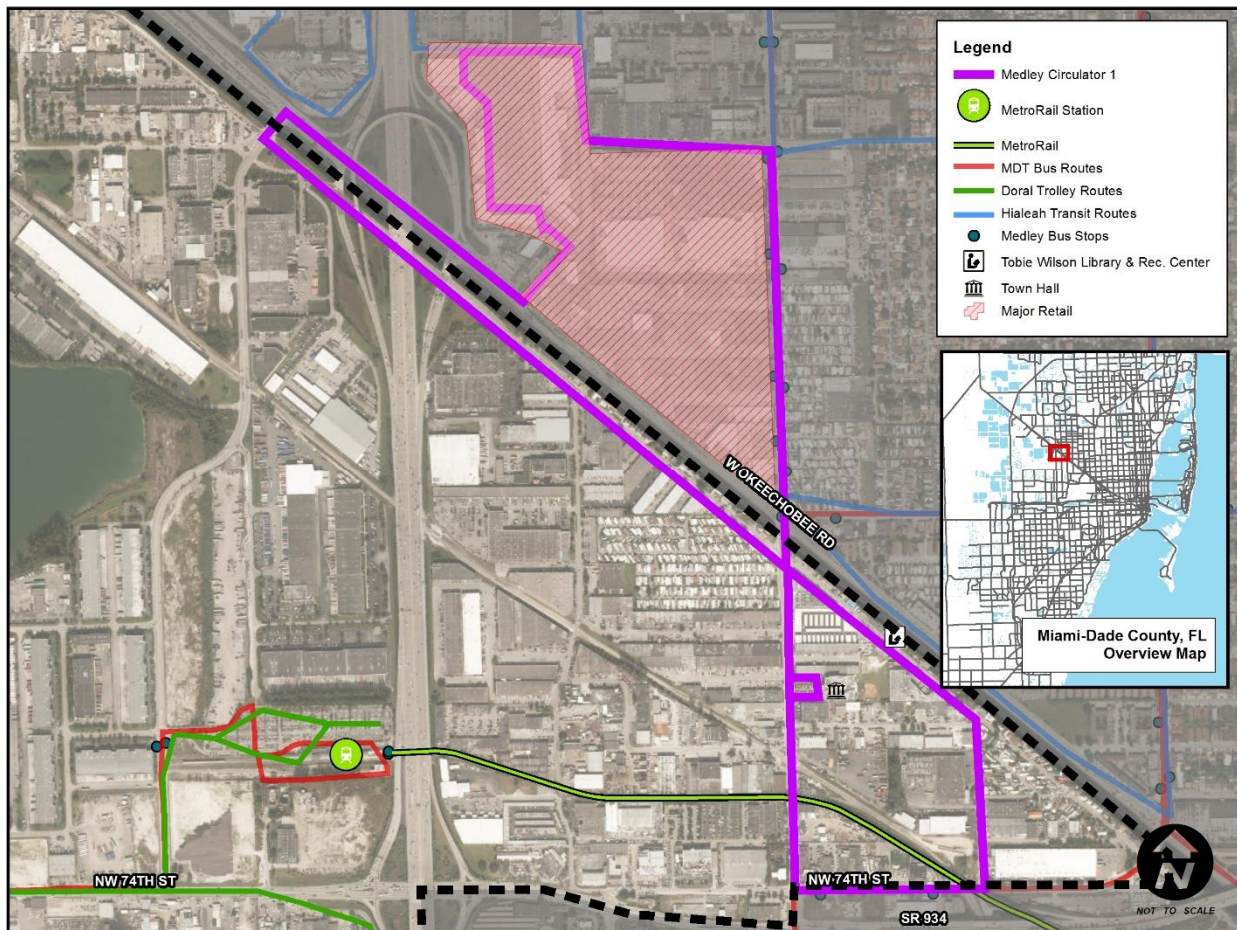 Legend
Medley Circulator 1
MetroRail Station
MetroRail
MDT Bus Routes
Doral Trolley Routes
Hialeah Transit Routes
Medley Bus Stops
Tobie Wilson Library & Rec. Center
Town Hall
Major Retail
W OKEECHOBEE RD
Miami-Dade County, FL
Overview Map
NW 74TH ST
NW 74TH ST
SR 934
N
NOT TO SCALE